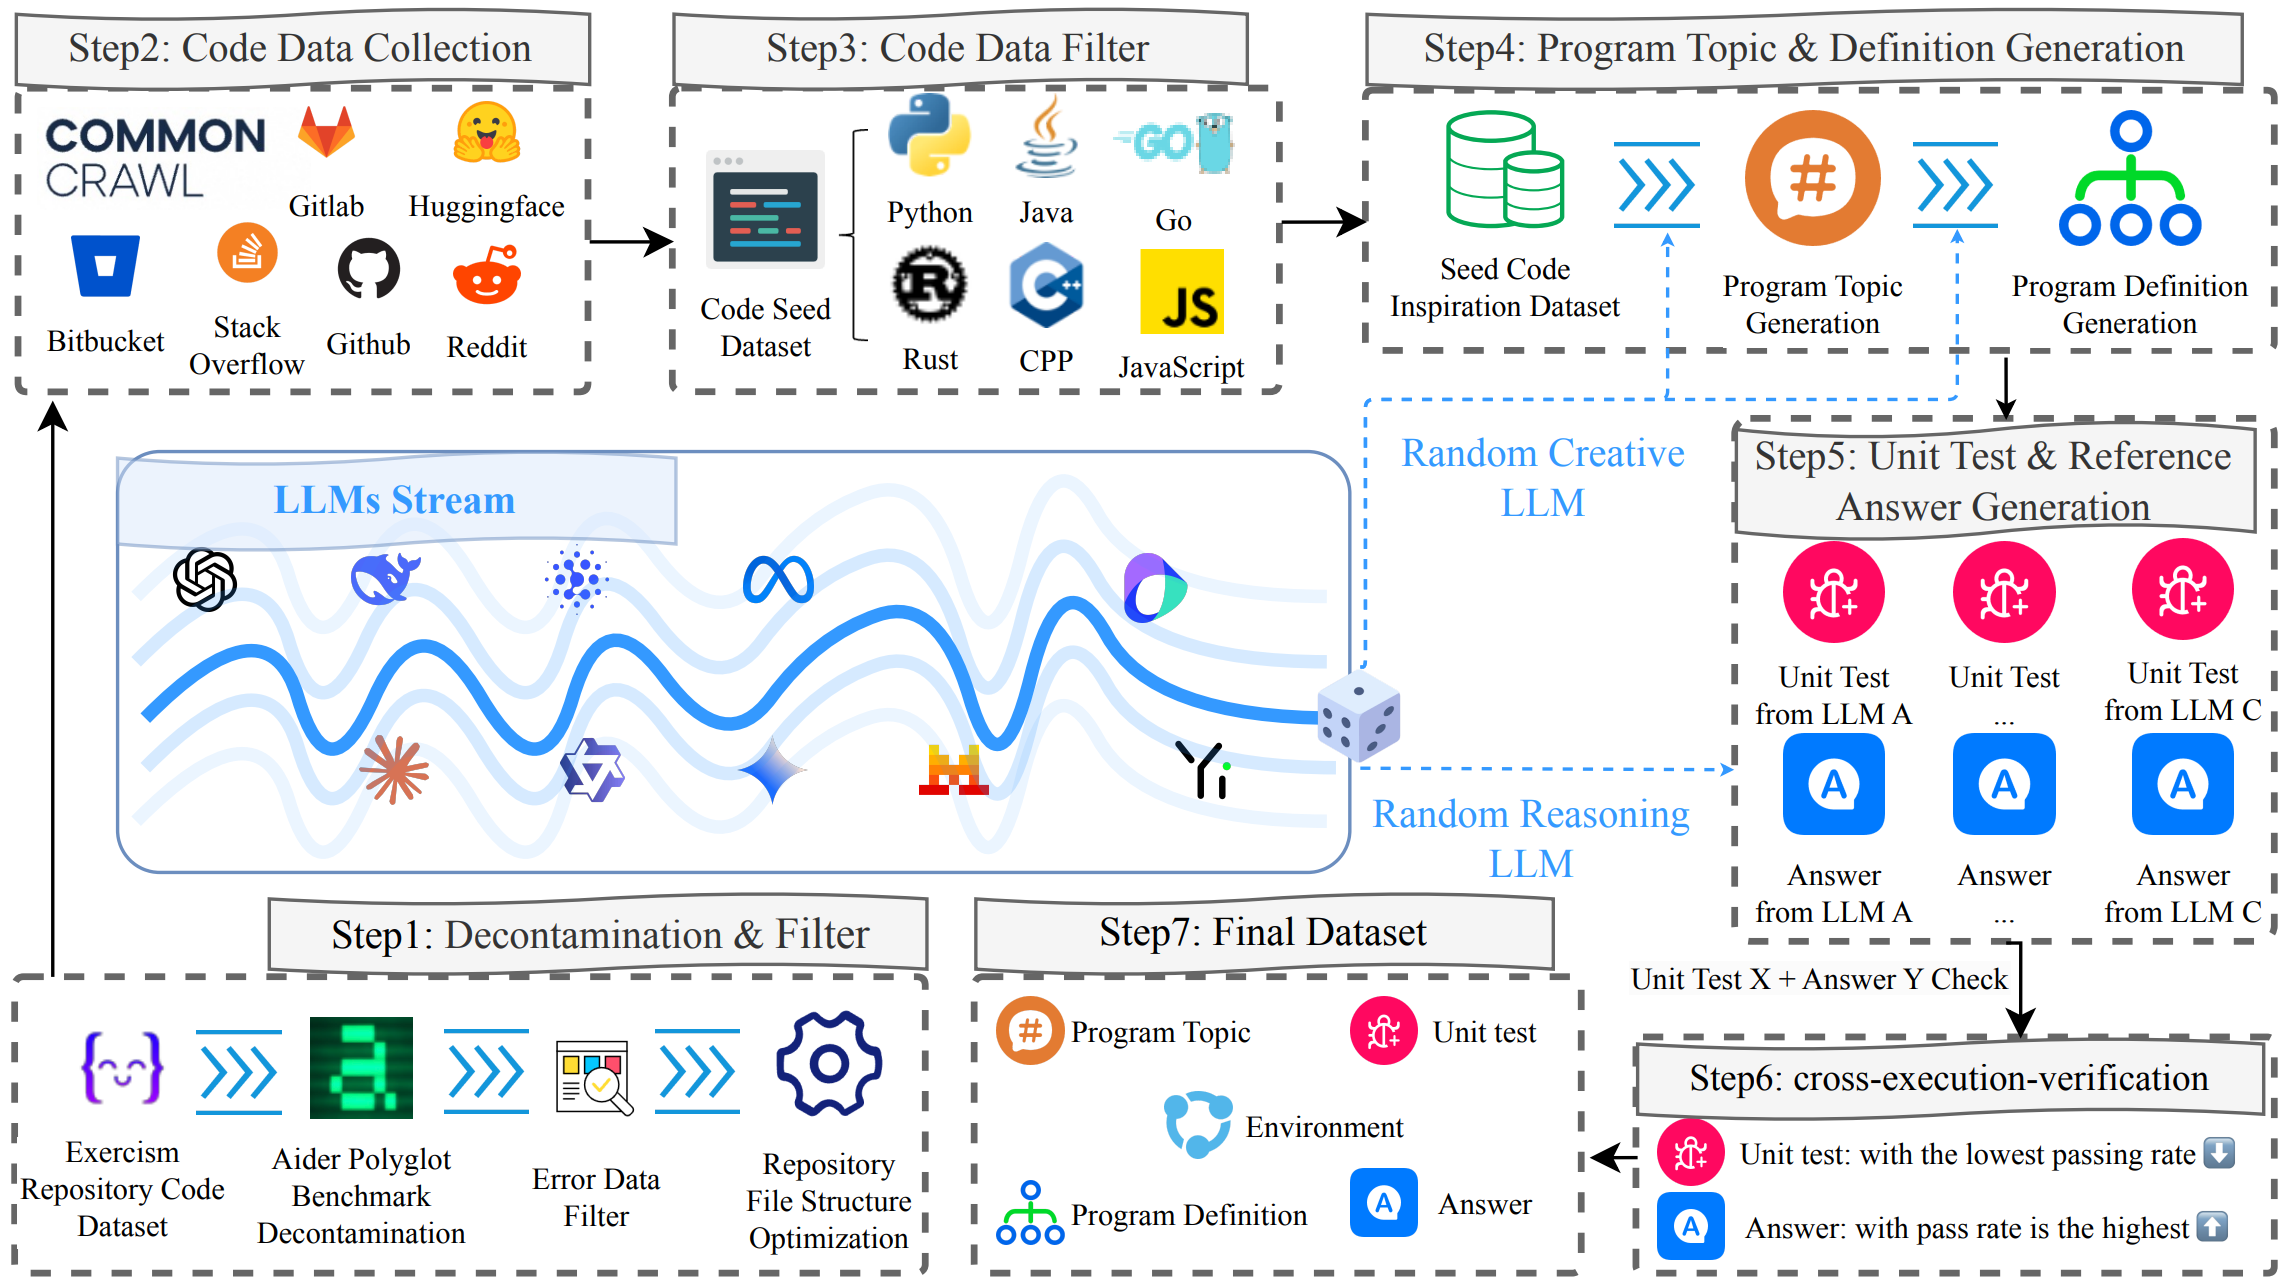 Step2: Code Data Collection
COMMON
CRAWL
Gitlab
Huggingface
Bitbucket
Stack
Overflow
Github
Reddit
Step3: Code Data Filter
Code Seed
Dataset
Python
Java
GO
Go
Rust
C++
CPP
JS
JavaScript
Step4: Program Topic & Definition Generation
Seed Code
Inspiration Dataset
#
Program Topic
Generation
Program Definition
Generation
LLMs Stream
Yi
Random Creative
LLM
Random Reasoning
LLM
Step5: Unit Test & Reference
Answer Generation
Unit Test
from LLM A
Unit Test
...
Unit Test
from LLM C
A
A
A
Answer
from LLM A
Answer
...
Answer
from LLM C
Unit Test X + Answer Y Check
Step1: Decontamination & Filter
Exercism
Repository Code
Dataset
a
Aider Polyglot
Benchmark
Decontamination
Error Data
Filter
Repository
File Structure
Optimization
Step7: Final Dataset
# Program Topic
Unit test
Environment
Program Definition
A Answer
Step6: cross-execution-verification
Unit test: with the lowest passing rate
A Answer: with pass rate is the highest